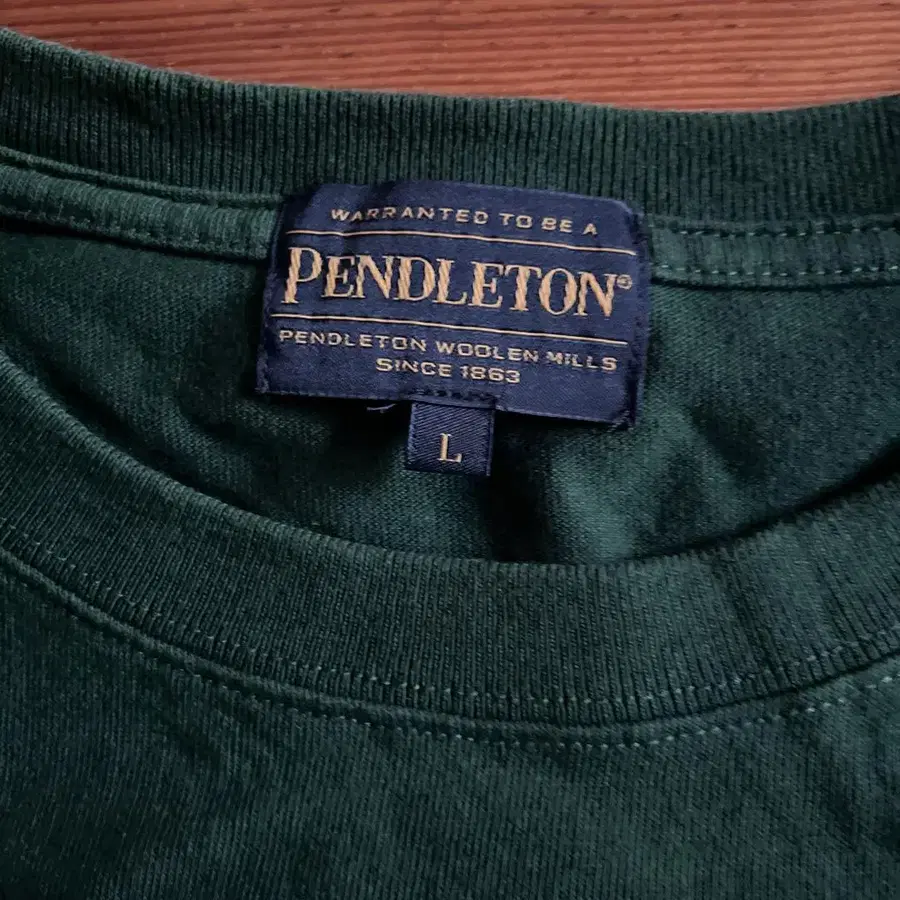 WARRANTED TO BE A
PENDLETON®
PENDLETON WOOLEN MILLS
SINCE 1863
L